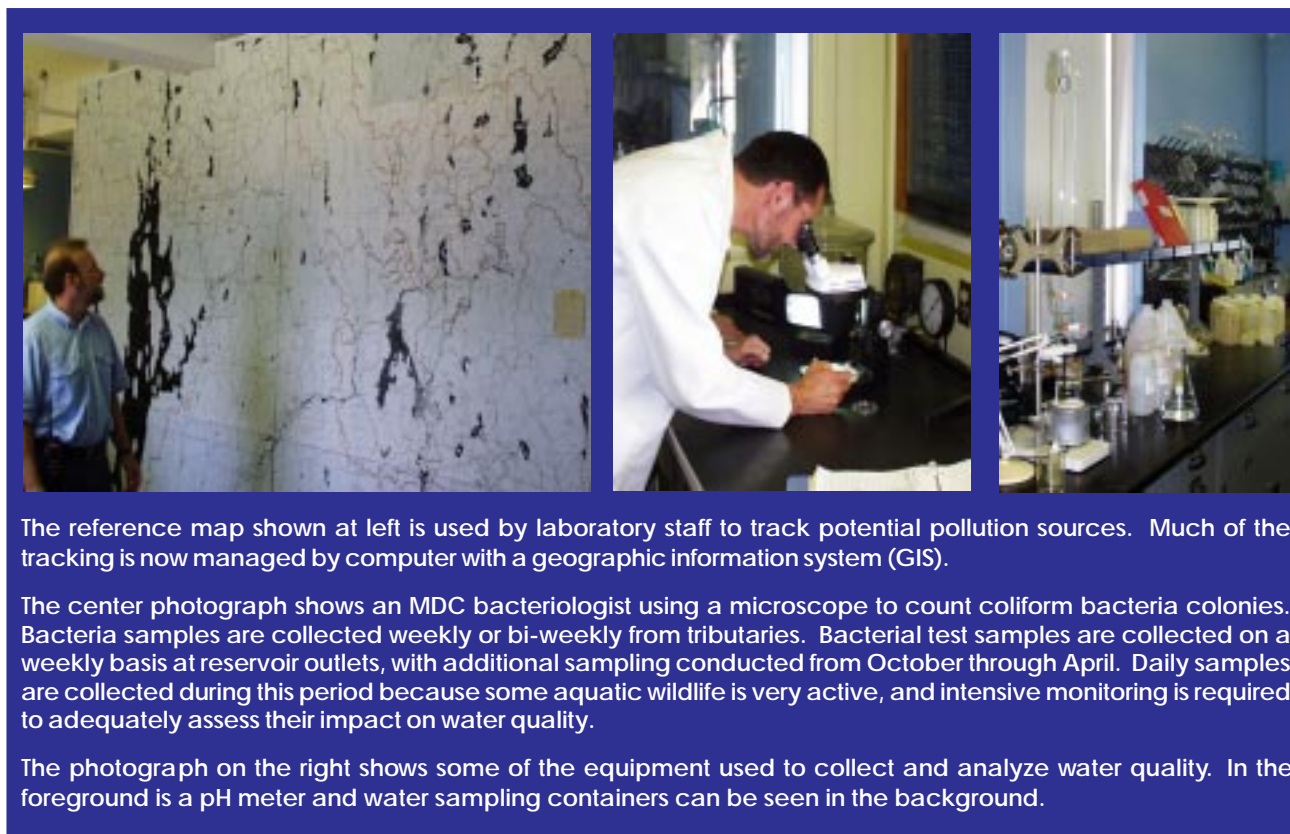 The reference map shown at left is used by laboratory staff to track potential pollution sources. Much of the
tracking is now managed by computer with a geographic information system (GIS).
The center photograph shows an MDC bacteriologist using a microscope to count coliform bacteria colonies.
Bacteria samples are collected weekly or bi-weekly from tributaries. Bacterial test samples are collected on a
weekly basis at reservoir outlets, with additional sampling conducted from October through April. Daily samples
are collected during this period because some aquatic wildlife is very active, and intensive monitoring is required
to adequately assess their impact on water quality.
The photograph on the right shows some of the equipment used to collect and analyze water quality. In the
foreground is a pH meter and water sampling containers can be seen in the background.